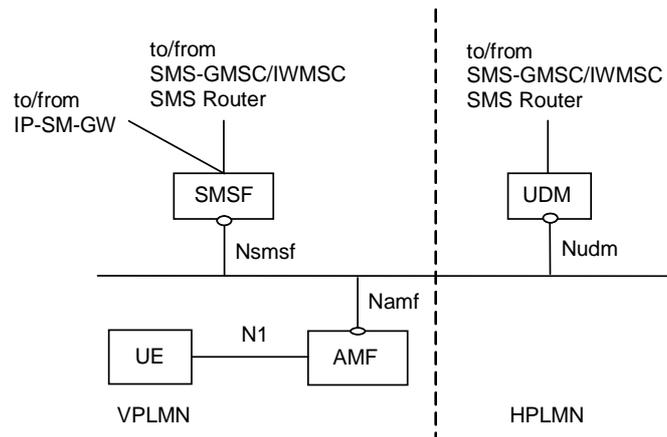 to/from
SMS-GMSC/IWMSC
SMS Router
to/from
SMS-GMSC/IWMSC
SMS Router
to/from
IP-SM-GW
SMSF
UDM
Nsmsf
Nudm
Namf
N1
UE
AMF
VPLMN
HPLMN